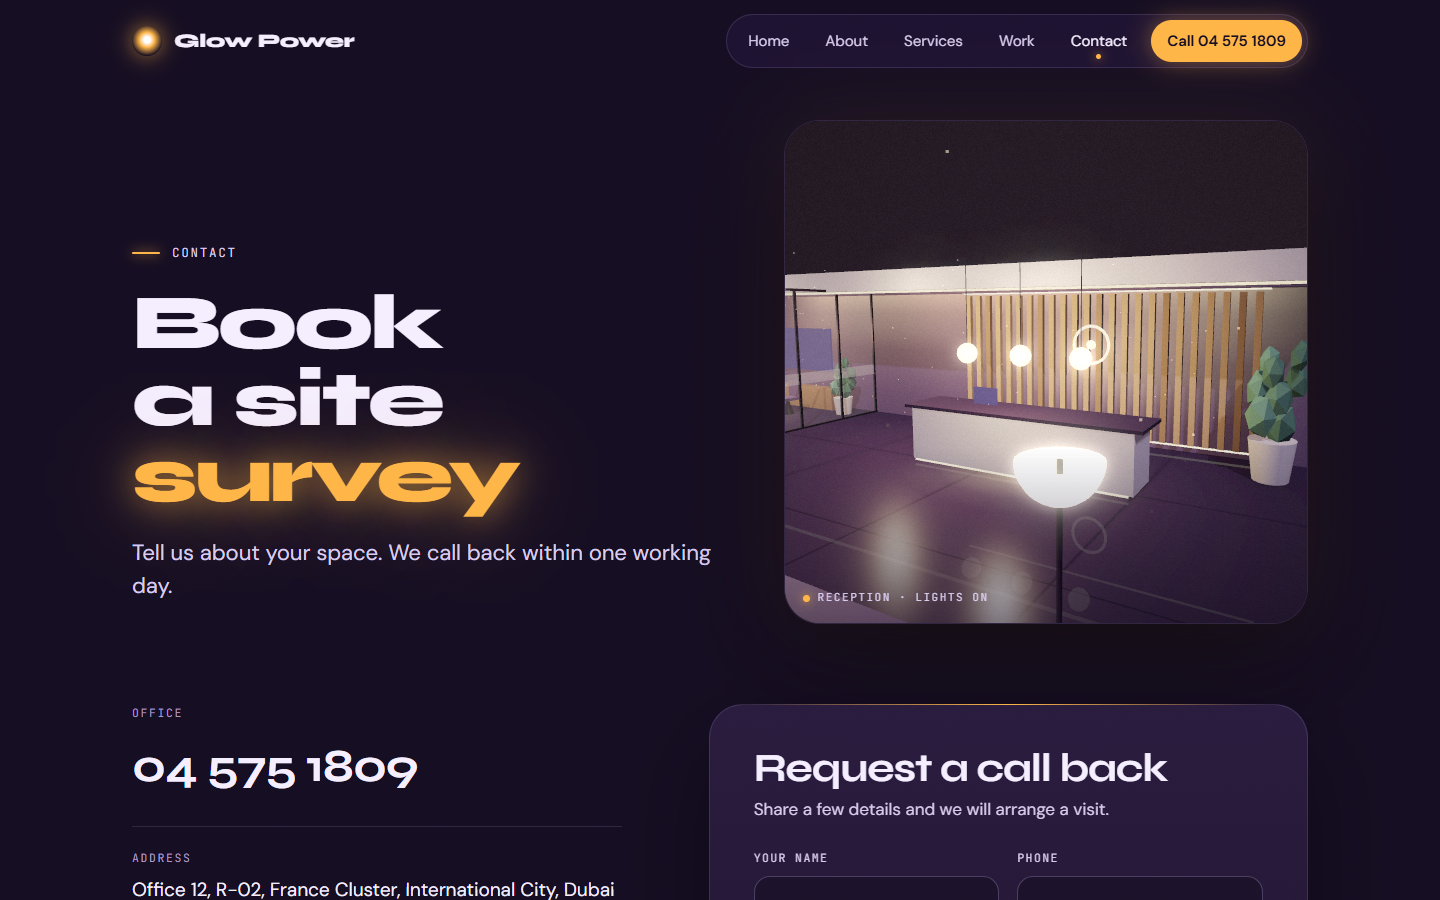 Glow Power
Home About Services Work Contact Call 04 575 1809
CONTACT
Book
a site
survey
Tell us about your space. We call back within one working
day.
RECEPTION · LIGHTS ON
OFFICE
04 575 1809
ADDRESS
Office 12, R-02, France Cluster, International City, Dubai
Request a call back
Share a few details and we will arrange a visit.
YOUR NAME PHONE